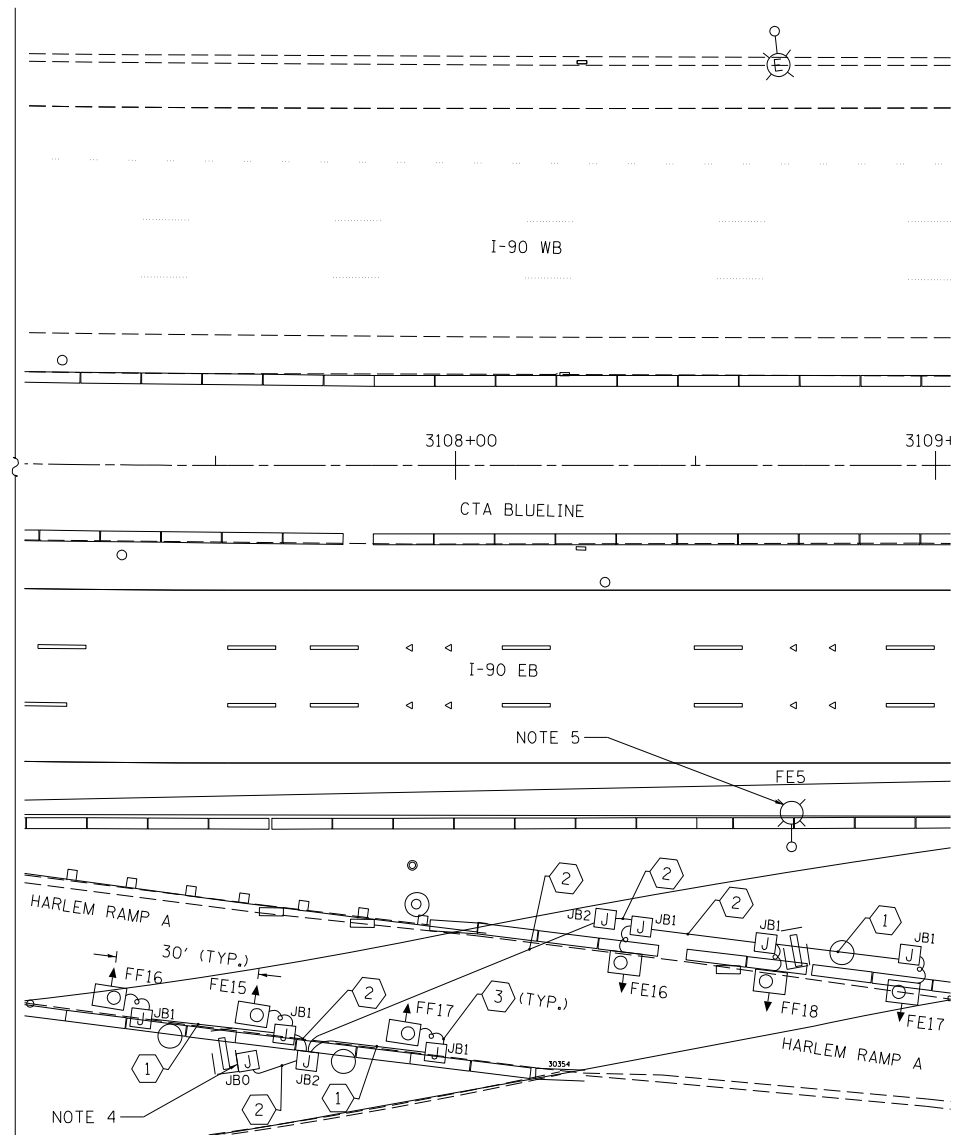 E
I-90 WB
3108+00
3109+
CTA BLUELINE
I-90 EB
NOTE 5
FE5
HARLEM RAMP A
2
2
2
JB2
J
J
JB1
JB1
J
1
JB1
J
30' (TYP.)
FF16
FE15
2
FF17
3
(TYP.)
FE16
FF18
FE17
J
JB1
J
JB1
J
JB1
HARLEM RAMP A
30354
1
J
JB0
J
JB2
2
1
NOTE 4